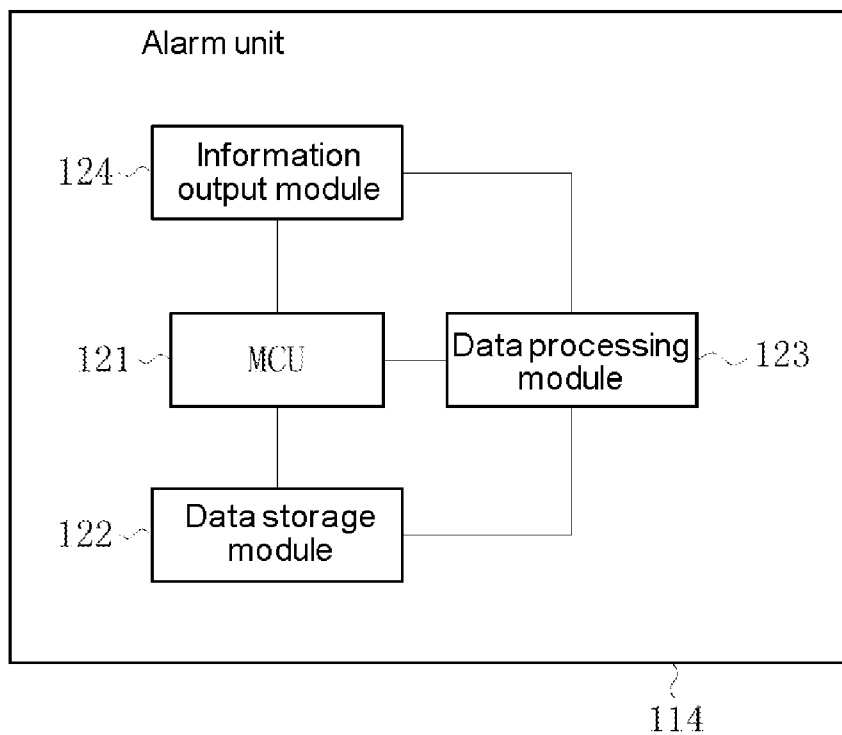 Alarm unit
Information
output module
124
121
MCU
Data processing
module
123
122
Data storage
module
114